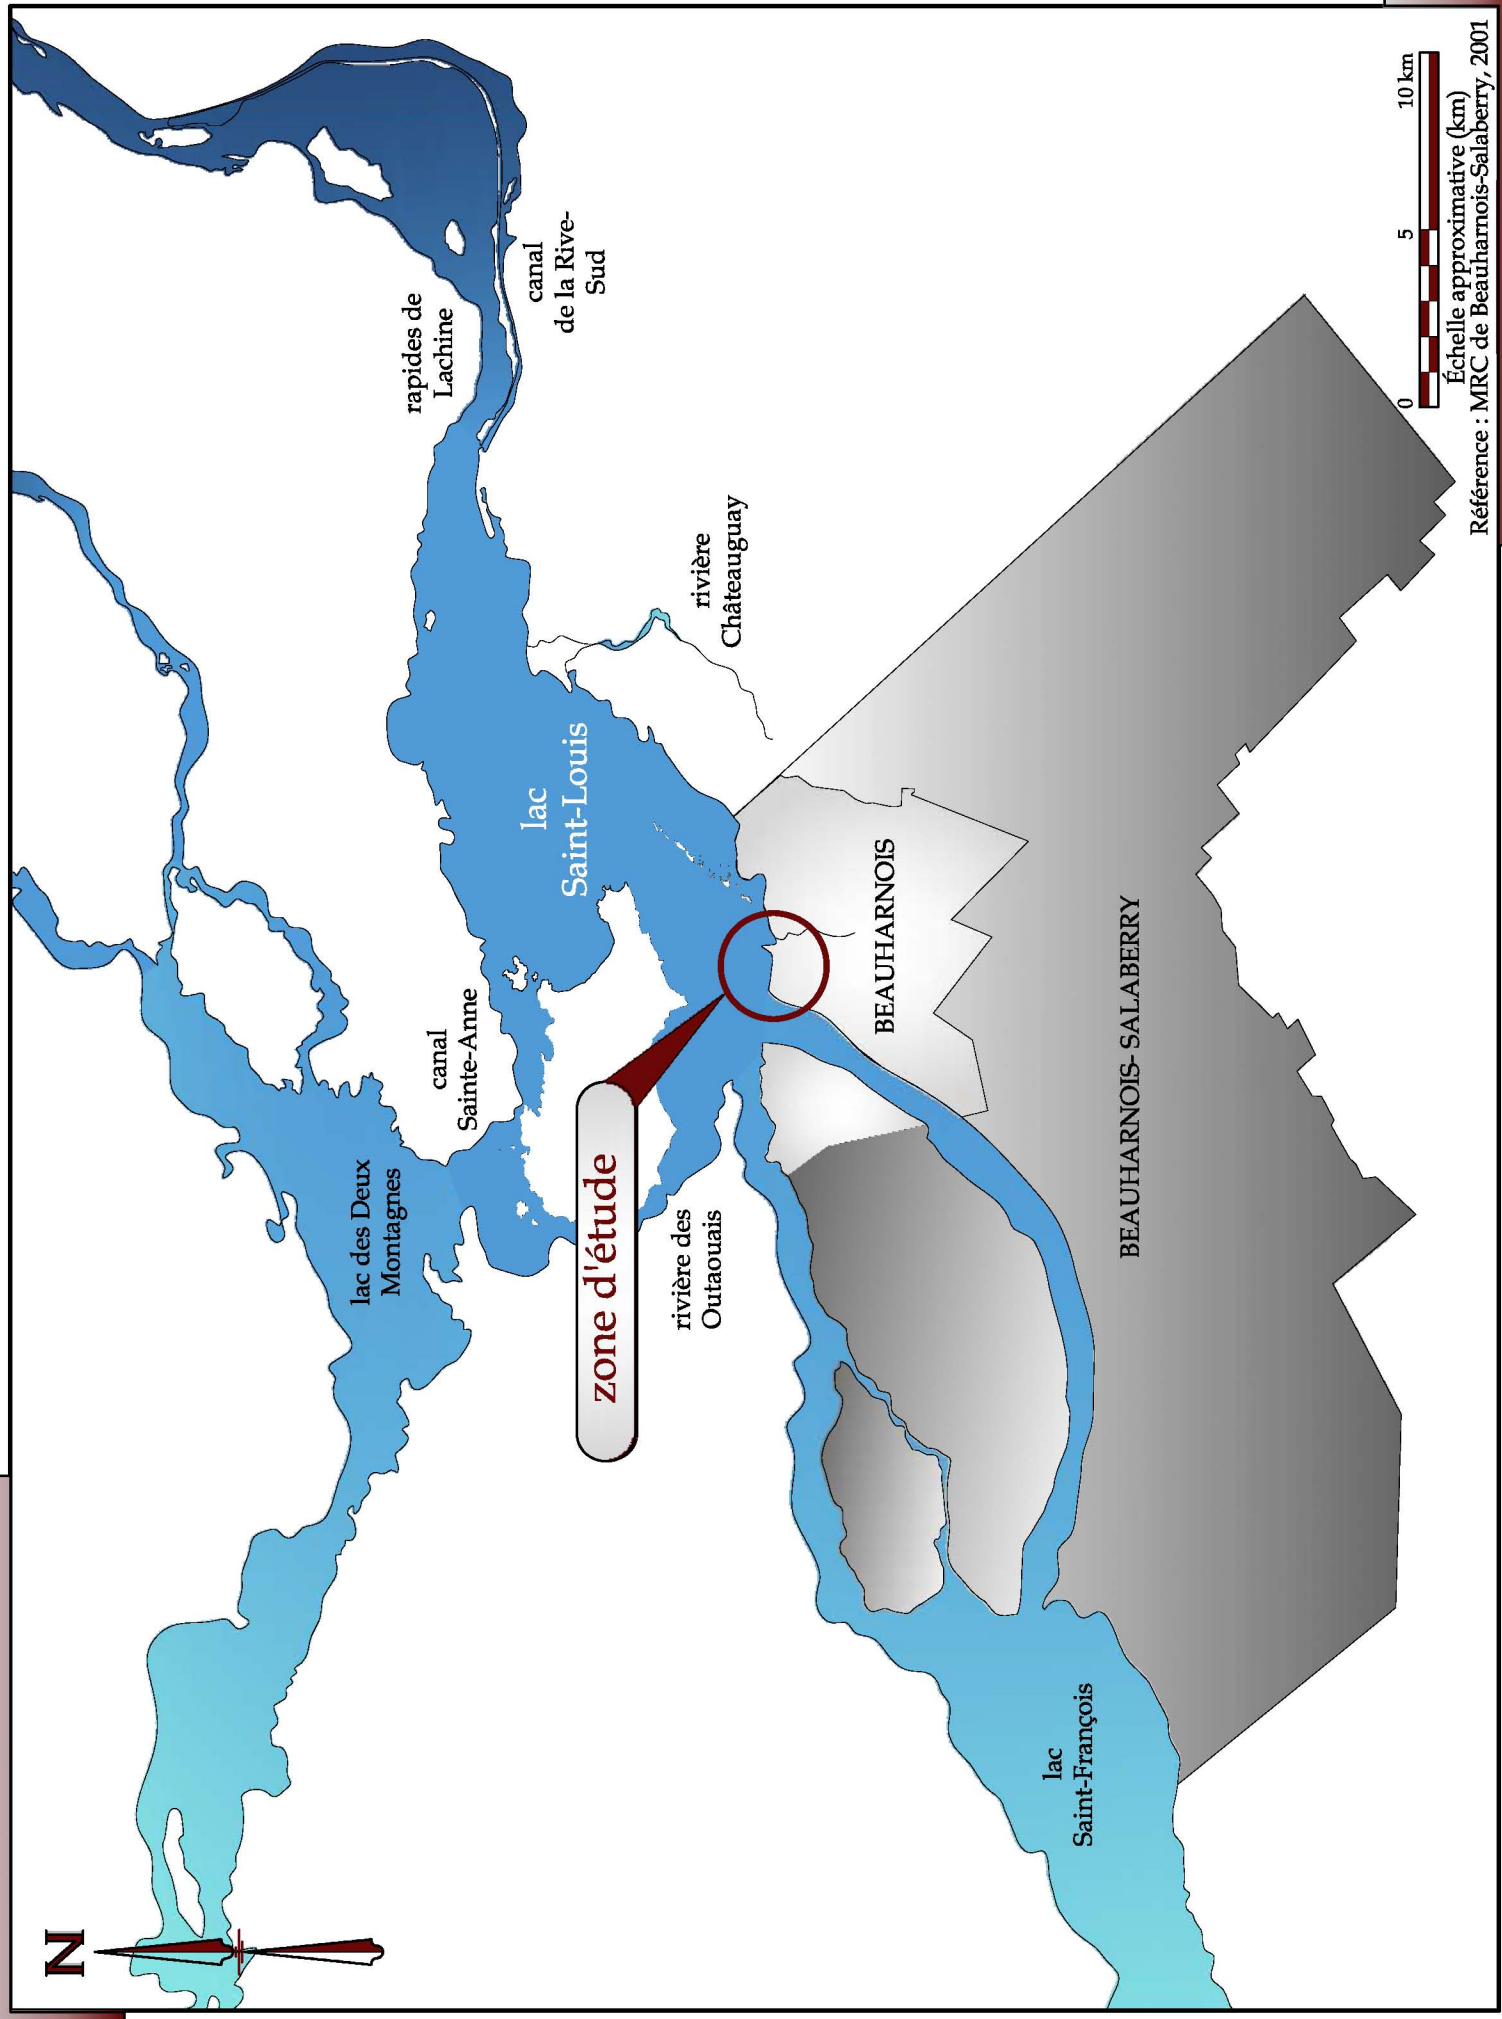 N
lac des Deux
Montagnes
canal
Sainte-Anne
rapides de
Lachine
canal
de la Rive-
Sud
lac
Saint-Louis
zone d'étude
rivière des
Outaouais
rivière
Châteauguay
BEAUHARNOIS
lac
Saint-François
BEAUHARNOIS- SALABERRY
0 5 10 km
Échelle approximative (km)
Référence : MRC de Beauharnois-Salaberry, 2001